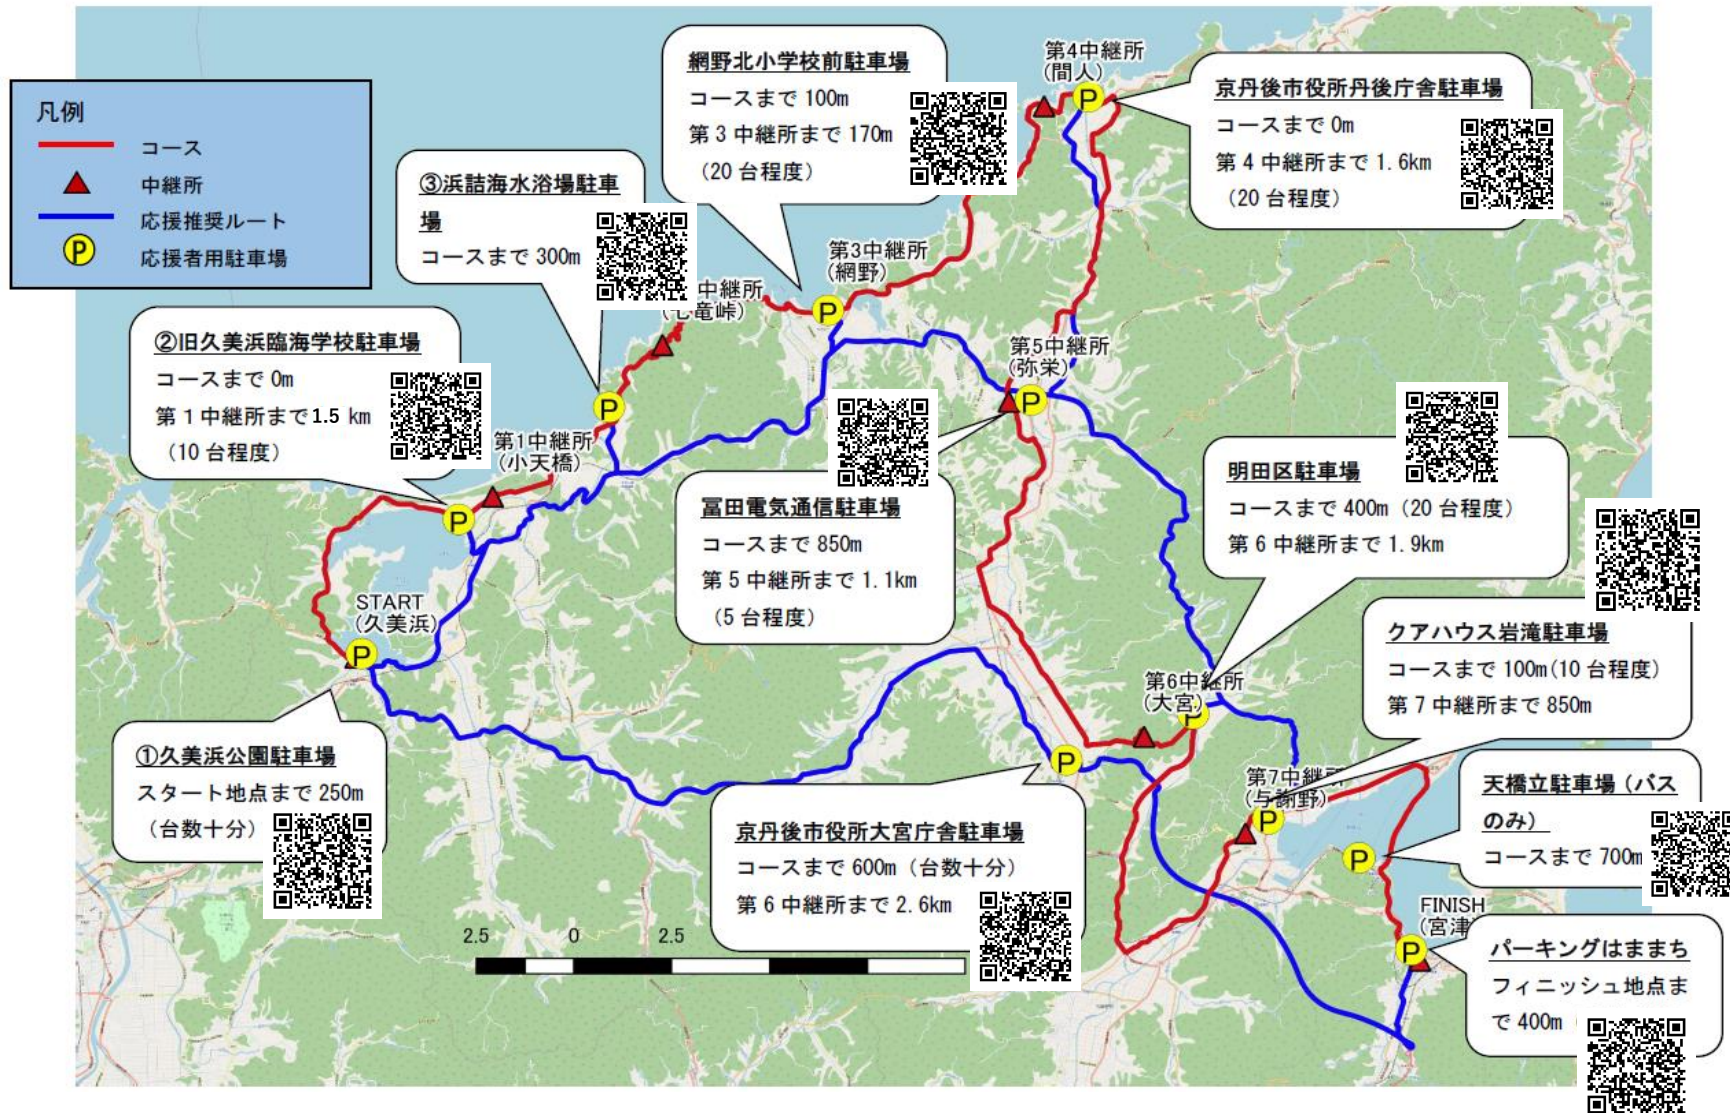 凡例
コース
中継所
応援推奨ルート
P
応援者用駐車場
網野北小学校前駐車場
コースまで 100m
第 3 中継所まで 170m
（20 台程度）
第4中継所
(間人)
P
京丹後市役所丹後庁舎駐車場
コースまで 0m
第 4 中継所まで 1.6km
（20 台程度）
③浜詰海水浴場駐車
場
コースまで 300m
第3中継所
(網野)
P
中継所
七竜峠)
②旧久美浜臨海学校駐車場
コースまで 0m
第 1 中継所まで 1.5 km
（10 台程度）
P
第1中継所
(小天橋)
P
第5中継所
(弥栄)
P
冨田電気通信駐車場
コースまで 850m
第 5 中継所まで 1.1km
（5 台程度）
明田区駐車場
コースまで 400m（20 台程度）
第 6 中継所まで 1.9km
START
(久美浜)
P
①久美浜公園駐車場
スタート地点まで 250m
（台数十分）
クアハウス岩滝駐車場
コースまで 100m(10 台程度)
第 7 中継所まで 850m
第6中継所
(大宮)
P
P
京丹後市役所大宮庁舎駐車場
コースまで 600m（台数十分）
第 6 中継所まで 2.6km
第7中継所
(与謝野)
P
天橋立駐車場（バス
のみ）
コースまで 700m
P
FINISH
(宮津
P
パーキングはままち
フィニッシュ地点ま
で 400m
2.5 0 2.5